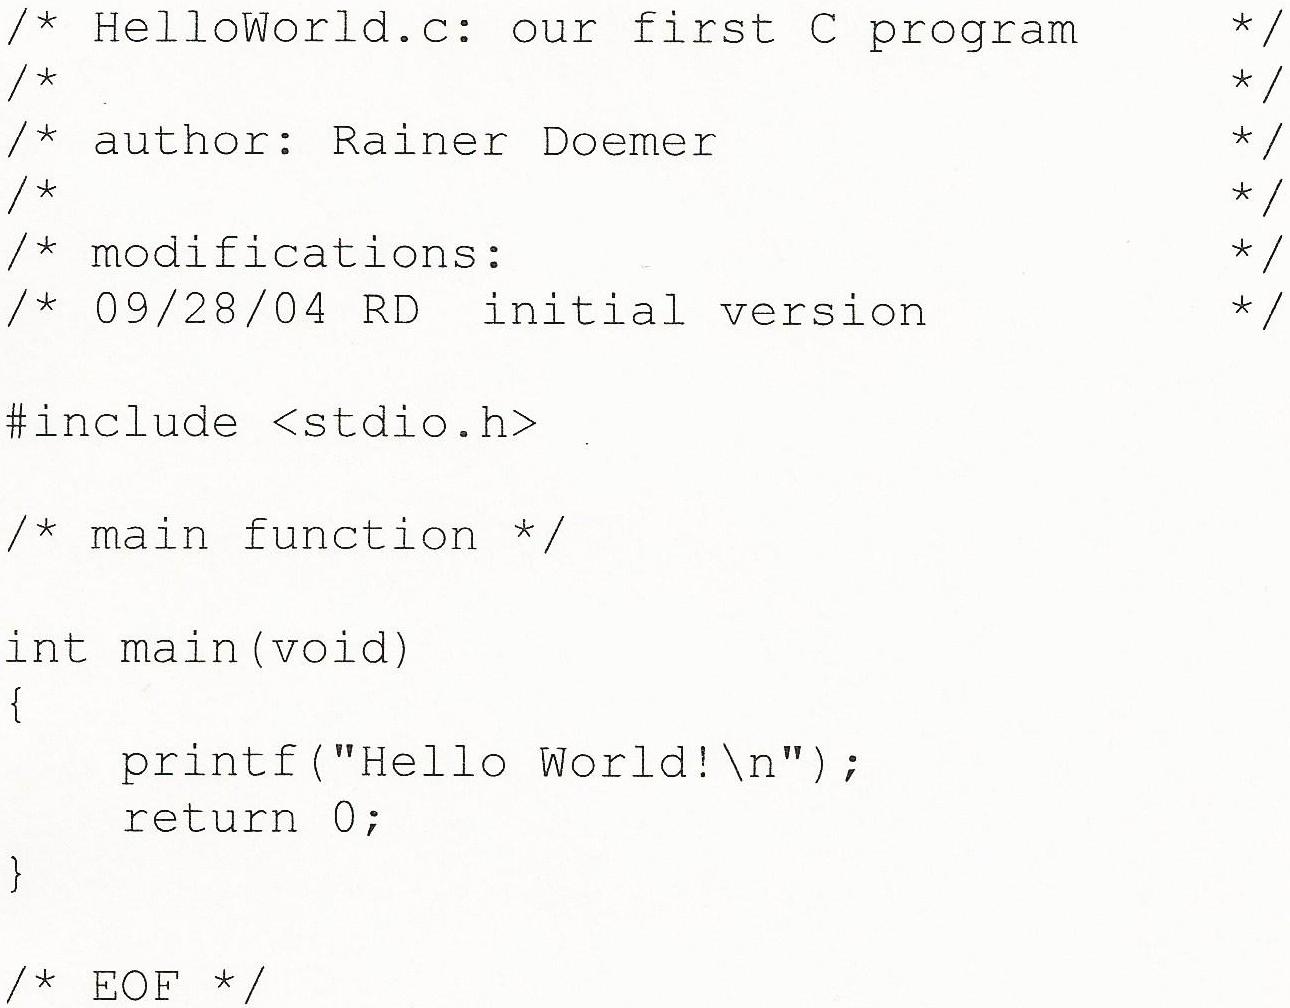 /* HelloWorld.c: our first C program */
/* */
/* author: Rainer Doemer */
/* */
/* modifications: */
/* 09/28/04 RD  initial version */
#include <stdio.h>
/* main function */
int main(void)
{
printf("Hello World!\n");
return 0;
}
/* EOF */